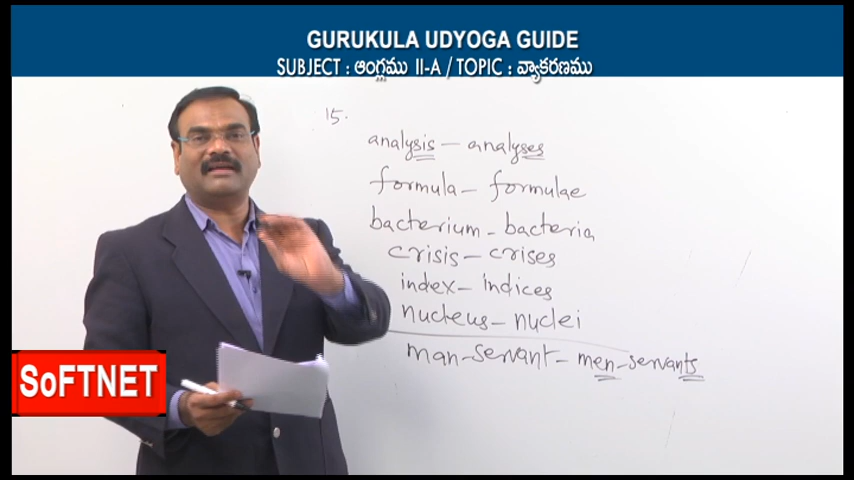 GURUKULA UDYOGA GUIDE
SUBJECT : ఆంగ్లము II-A / TOPIC : వ్యాకరణము
15.
analysis – analyses
formula – formulae
bacterium – bacteria
crisis – crises
index – indices
nucleus – nuclei
man-servant – men-servants
SoFTNET